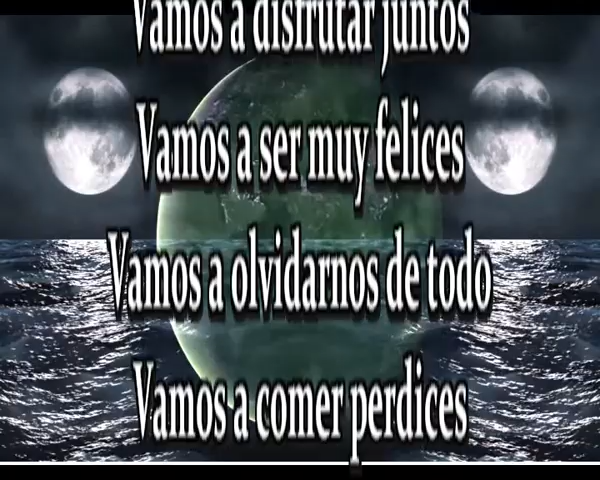 Vamos a disfrutar juntos
Vamos a ser muy felices
Vamos a olvidarnos de todo
Vamos a comer perdices